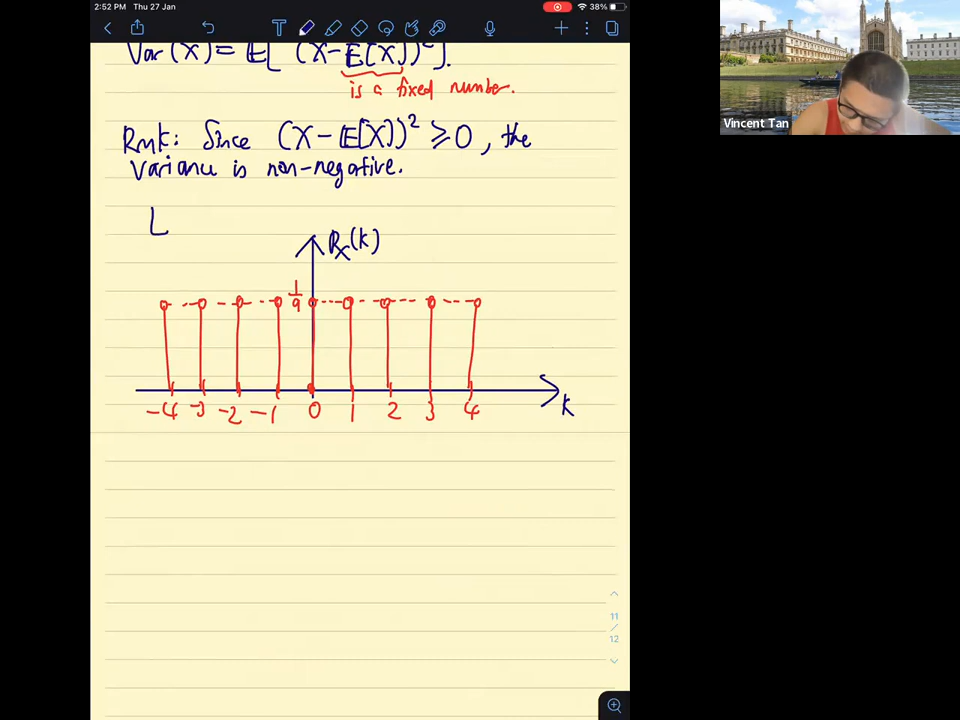 2:52 PM Thu 27 Jan
38%
Var(X) = 𝔼[(X-𝔼[X])²].
is a fixed number.
Rmk: Since (X-𝔼[X])² ≥ 0, the
variance is non-negative.
L
Pₓ(k)
1/9
-4 -3 -2 -1 0 1 2 3 4
k
11
/
12
Vincent Tan